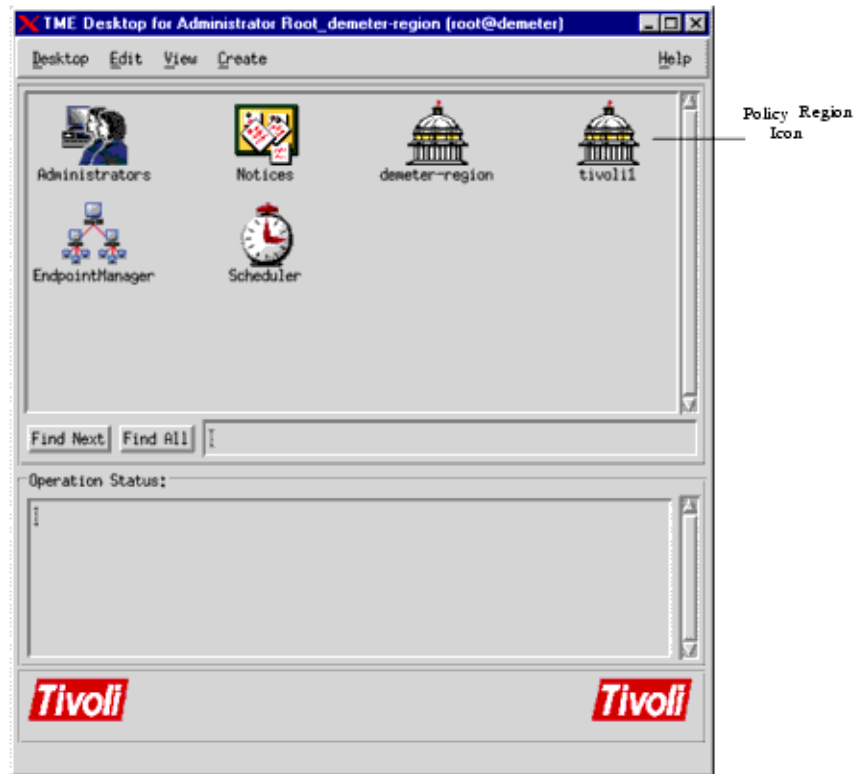 TME Desktop for Administrator Root_demeter-region (root@demeter)
Desktop Edit View Create Help
Policy Region
Icon
Administrators Notices demeter-region tivoli1
EndpointManager Scheduler
Find Next Find All
Operation Status:
Tivoli Tivoli